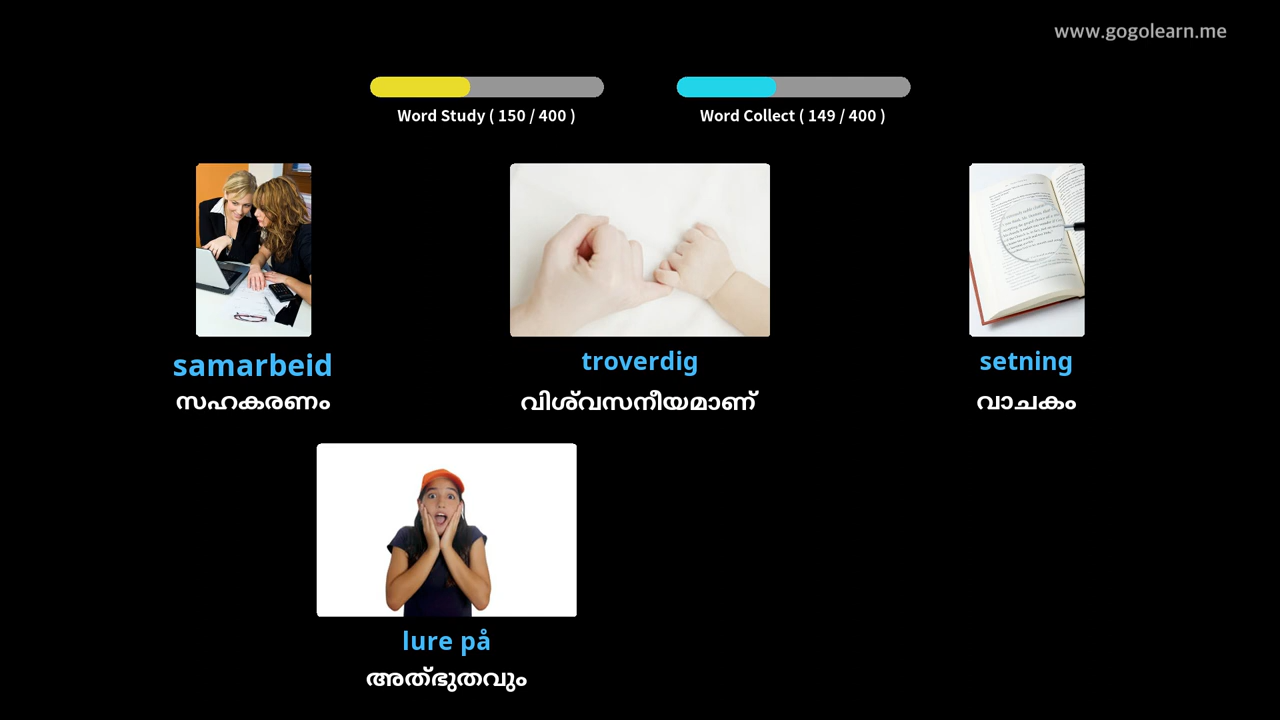 www.gogolearn.me
Word Study ( 150 / 400 )
Word Collect ( 149 / 400 )
samarbeid
സഹകരണം
troverdig
വിശ്വസനീയമാണ്
setning
വാചകം
lure på
അത്ഭുതവും